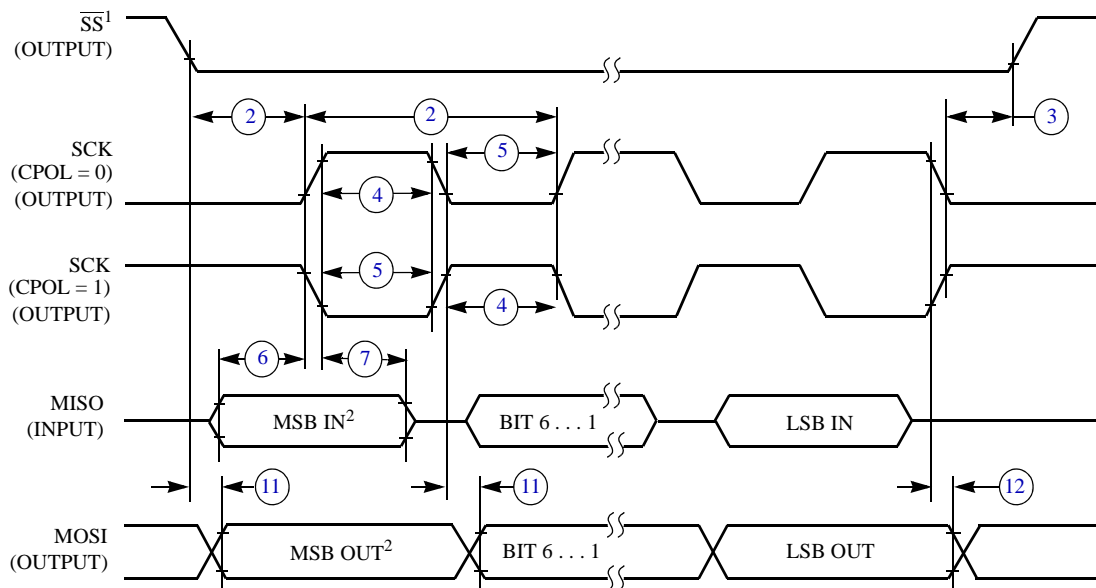 SS¹
(OUTPUT)
2
2
3
SCK
(CPOL = 0)
(OUTPUT)
5
4
SCK
(CPOL = 1)
(OUTPUT)
5
4
6
7
MISO
(INPUT)
MSB IN²
BIT 6 . . . 1
LSB IN
11
11
12
MOSI
(OUTPUT)
MSB OUT²
BIT 6 . . . 1
LSB OUT